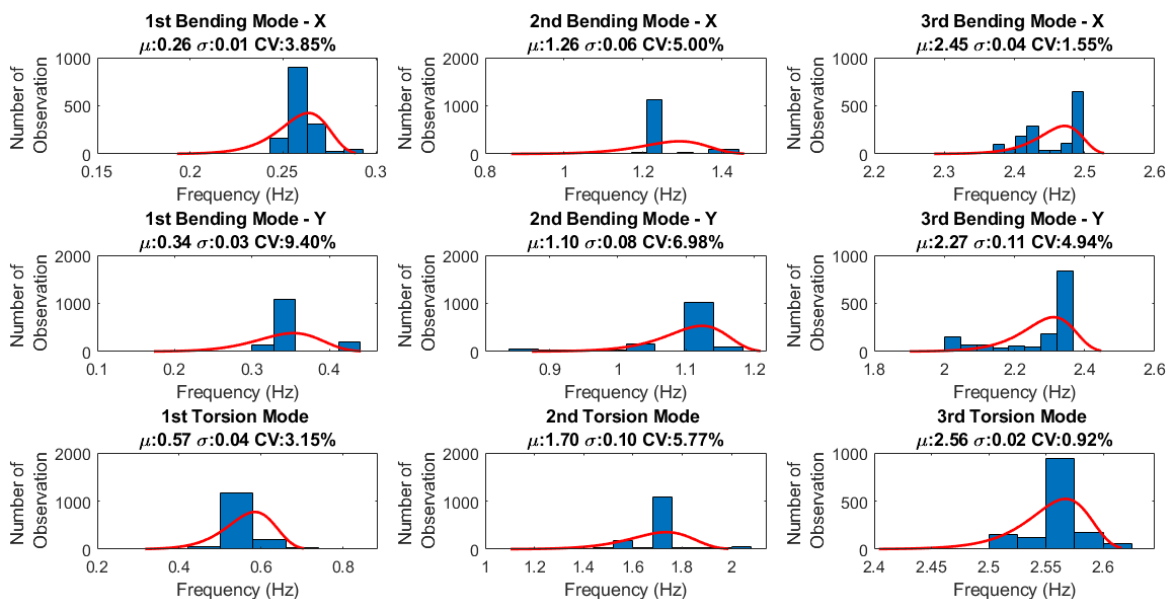 1st Bending Mode - X
μ:0.26 σ:0.01 CV:3.85%
2nd Bending Mode - X
μ:1.26 σ:0.06 CV:5.00%
3rd Bending Mode - X
μ:2.45 σ:0.04 CV:1.55%
Number of
Observation
1000
500
0
0.15 0.2 0.25 0.3
Frequency (Hz)
Number of
Observation
2000
1000
0
0.8 1 1.2 1.4
Frequency (Hz)
Number of
Observation
1000
500
0
2.2 2.3 2.4 2.5 2.6
Frequency (Hz)
1st Bending Mode - Y
μ:0.34 σ:0.03 CV:9.40%
2nd Bending Mode - Y
μ:1.10 σ:0.08 CV:6.98%
3rd Bending Mode - Y
μ:2.27 σ:0.11 CV:4.94%
Number of
Observation
2000
1000
0
0.1 0.2 0.3 0.4
Frequency (Hz)
Number of
Observation
2000
1000
0
0.9 1 1.1 1.2
Frequency (Hz)
Number of
Observation
1000
500
0
1.8 2 2.2 2.4 2.6
Frequency (Hz)
1st Torsion Mode
μ:0.57 σ:0.04 CV:3.15%
2nd Torsion Mode
μ:1.70 σ:0.10 CV:5.77%
3rd Torsion Mode
μ:2.56 σ:0.02 CV:0.92%
Number of
Observation
2000
1000
0
0.2 0.4 0.6 0.8
Frequency (Hz)
Number of
Observation
2000
1000
0
1 1.2 1.4 1.6 1.8 2
Frequency (Hz)
Number of
Observation
1000
500
0
2.4 2.45 2.5 2.55 2.6
Frequency (Hz)